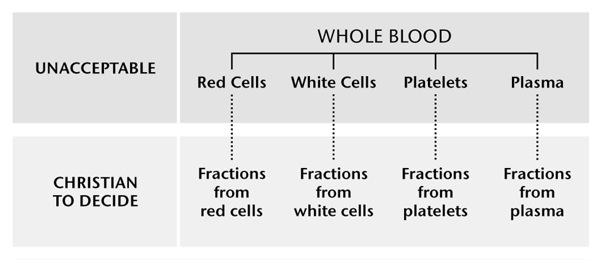 WHOLE BLOOD
UNACCEPTABLE
Red Cells White Cells Platelets Plasma
CHRISTIAN
TO DECIDE
Fractions
from
red cells
Fractions
from
white cells
Fractions
from
platelets
Fractions
from
plasma